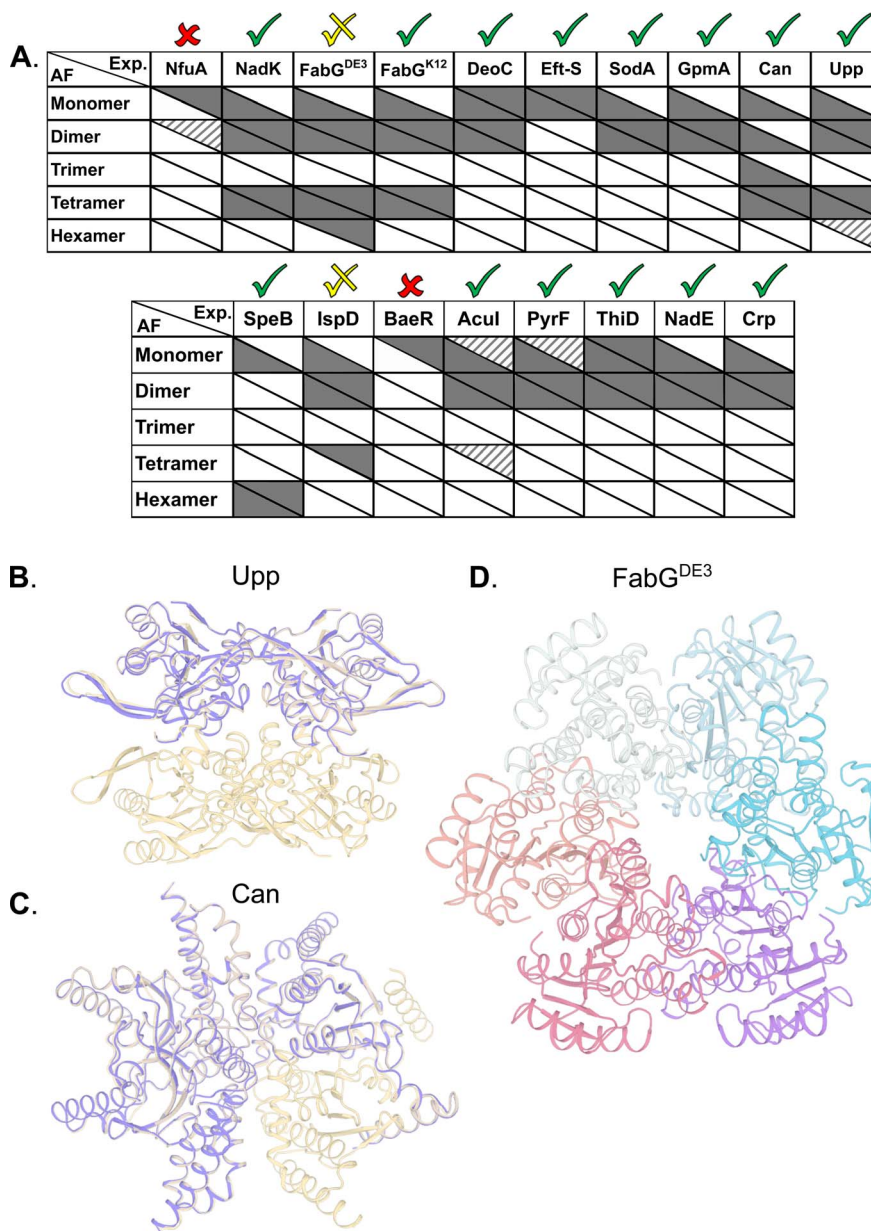 A.
Exp.
AF
NfuA NadK FabG^DE3 FabG^K12 DeoC Eft-S SodA GpmA Can Upp
Monomer
Dimer
Trimer
Tetramer
Hexamer
Exp.
AF
SpeB IspD BaeR AcuI PyrF ThiD NadE Crp
Monomer
Dimer
Trimer
Tetramer
Hexamer
B. Upp
D. FabG^DE3
C. Can